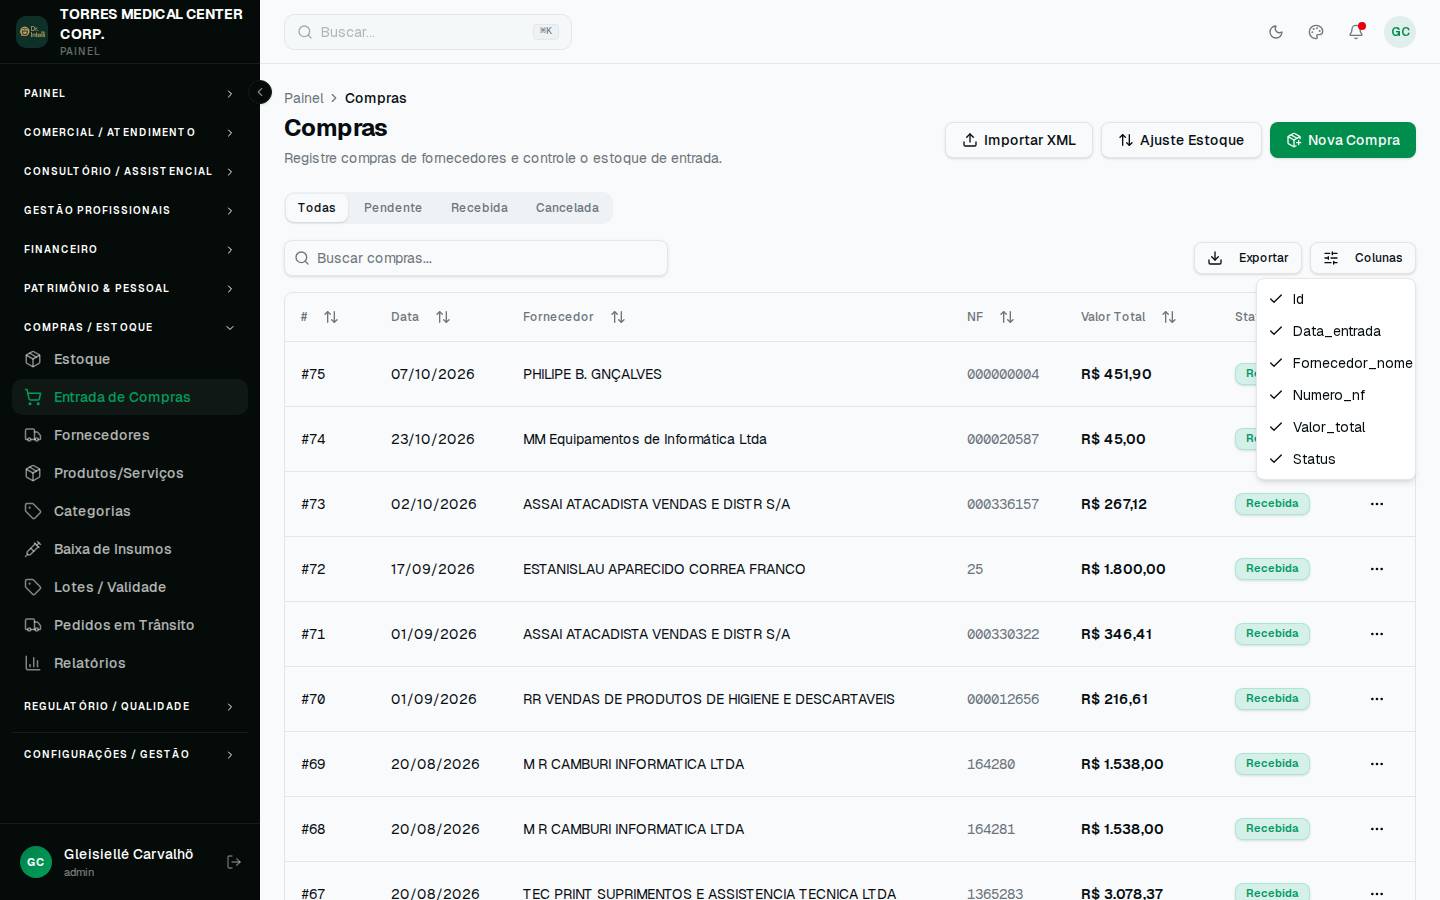 TORRES MEDICAL CENTER
CORP.
PAINEL
PAINEL
COMERCIAL / ATENDIMENTO
CONSULTÓRIO / ASSISTENCIAL
GESTÃO PROFISSIONAIS
FINANCEIRO
PATRIMÔNIO & PESSOAL
COMPRAS / ESTOQUE
Estoque
Entrada de Compras
Fornecedores
Produtos/Serviços
Categorias
Baixa de Insumos
Lotes / Validade
Pedidos em Trânsito
Relatórios
REGULATÓRIO / QUALIDADE
CONFIGURAÇÕES / GESTÃO
GC
Gleisiellé Carvalhö
admin
Buscar...
⌘K
GC
Painel
Compras
Compras
Registre compras de fornecedores e controle o estoque de entrada.
Importar XML
Ajuste Estoque
Nova Compra
Todas
Pendente
Recebida
Cancelada
Buscar compras...
Exportar
Colunas
Id
Data_entrada
Fornecedor_nome
Numero_nf
Valor_total
Status
# Data Fornecedor NF Valor Total
#75 07/10/2026 PHILIPE B. GNÇALVES 000000004 R$ 451,90
#74 23/10/2026 MM Equipamentos de Informática Ltda 000020587 R$ 45,00
#73 02/10/2026 ASSAI ATACADISTA VENDAS E DISTR S/A 000336157 R$ 267,12 Recebida
#72 17/09/2026 ESTANISLAU APARECIDO CORREA FRANCO 25 R$ 1.800,00 Recebida
#71 01/09/2026 ASSAI ATACADISTA VENDAS E DISTR S/A 000330322 R$ 346,41 Recebida
#70 01/09/2026 RR VENDAS DE PRODUTOS DE HIGIENE E DESCARTAVEIS 000012656 R$ 216,61 Recebida
#69 20/08/2026 M R CAMBURI INFORMATICA LTDA 164280 R$ 1.538,00 Recebida
#68 20/08/2026 M R CAMBURI INFORMATICA LTDA 164281 R$ 1.538,00 Recebida
#67 20/08/2026 TEC PRINT SUPRIMENTOS E ASSISTENCIA TECNICA LTDA 1365283 R$ 3.078,37 Recebida